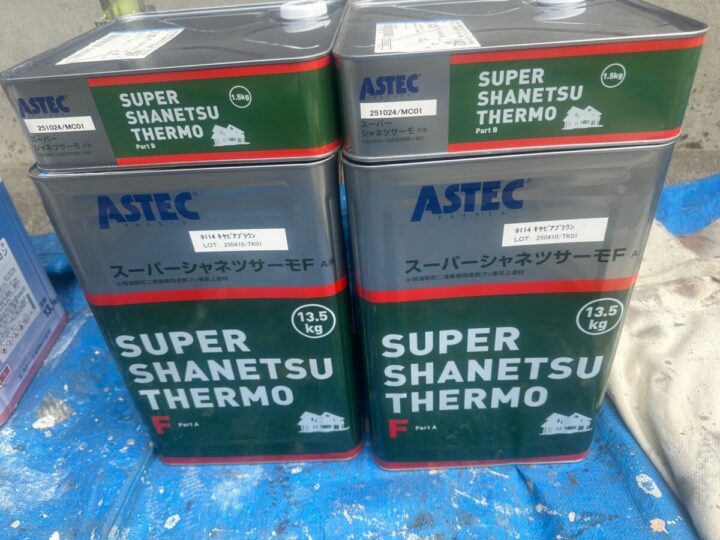 ASTEC
PAINTS
251024/MC01
スーパー
シャネツサーモ
SUPER
SHANETSU
THERMO
Part B
1.5kg
ASTEC
251024/MC01
スーパー
シャネツサーモ
SUPER
SHANETSU
THERMO
Part B
1.5kg
ASTEC
PAINTS
9114 キャビアブラウン
LOT: 250410/TK01
スーパーシャネツサーモF A
13.5
kg
SUPER
SHANETSU
THERMO
F Part A
ASTEC
PAINTS
9114 キャビアブラウン
LOT: 250410/TK01
スーパーシャネツサーモF A
13.5
kg
SUPER
SHANETSU
THERMO
F Part A